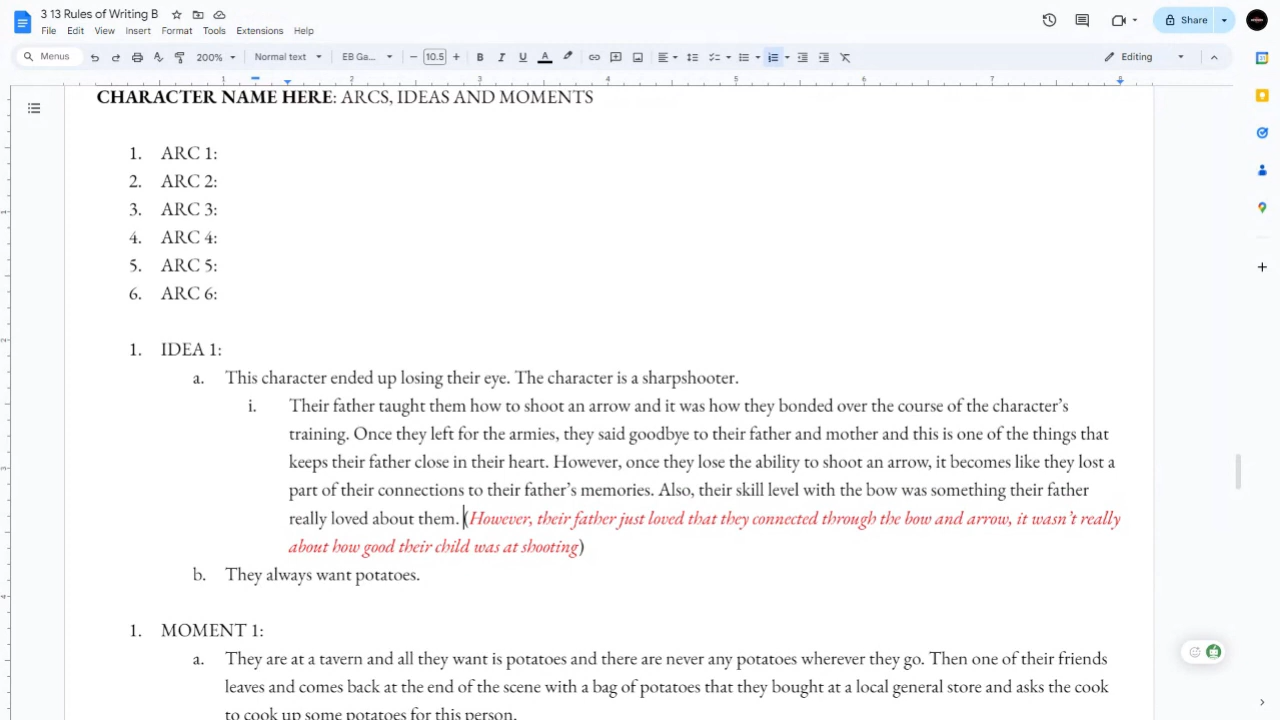 3 13 Rules of Writing B
File Edit View Insert Format Tools Extensions Help
Share
Menus 200% Normal text EB Ga... 10.5 Editing
1 2 3 4 5 6 7 8
CHARACTER NAME HERE: ARCS, IDEAS AND MOMENTS
1. ARC 1:
2. ARC 2:
3. ARC 3:
4. ARC 4:
5. ARC 5:
6. ARC 6:
1. IDEA 1:
a. This character ended up losing their eye. The character is a sharpshooter.
i. Their father taught them how to shoot an arrow and it was how they bonded over the course of the character's
training. Once they left for the armies, they said goodbye to their father and mother and this is one of the things that
keeps their father close in their heart. However, once they lose the ability to shoot an arrow, it becomes like they lost a
part of their connections to their father's memories. Also, their skill level with the bow was something their father
really loved about them. (However, their father just loved that they connected through the bow and arrow, it wasn't really
about how good their child was at shooting)
b. They always want potatoes.
1. MOMENT 1:
a. They are at a tavern and all they want is potatoes and there are never any potatoes wherever they go. Then one of their friends
leaves and comes back at the end of the scene with a bag of potatoes that they bought at a local general store and asks the cook
to cook up some potatoes for this person.